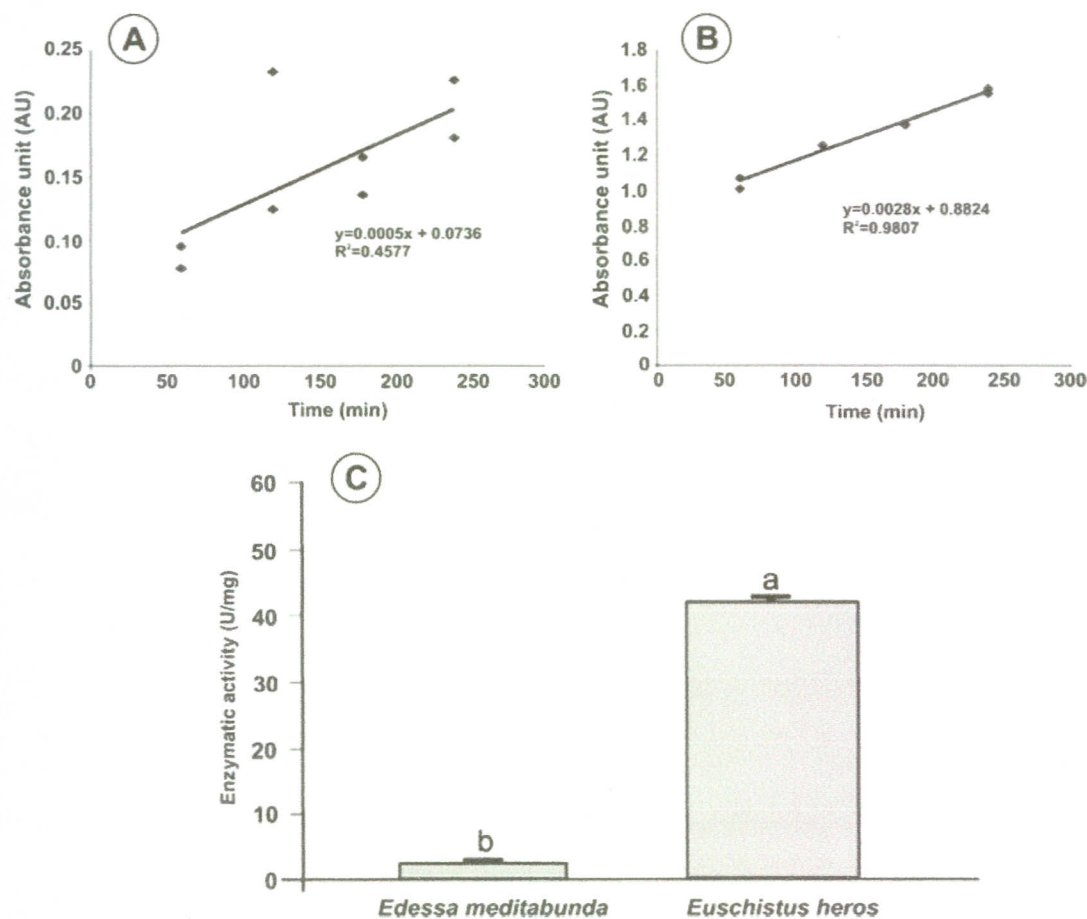 A
0.25
0.20
0.15
0.10
0.05
0
0 50 100 150 200 250 300
Absorbance unit (AU)
Time (min)
y=0.0005x + 0.0736
R²=0.4577
B
1.8
1.6
1.4
1.2
1.0
0.8
0.6
0.4
0.2
0
0 50 100 150 200 250 300
Absorbance unit (AU)
Time (min)
y=0.0028x + 0.8824
R²=0.9807
C
60
50
40
30
20
10
0
Enzymatic activity (U/mg)
b
a
Edessa meditabunda Euschistus heros